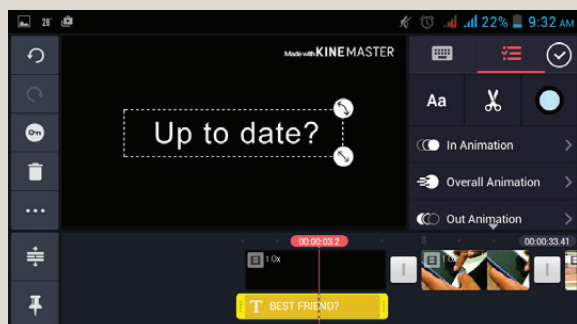 28°
22% 9:32 AM
Made with KINEMASTER
Up to date?
Aa
In Animation
Overall Animation
Out Animation
00:00:03.2
8
00:00:33.41
1.0x
1.0x
T BEST FRIEND?